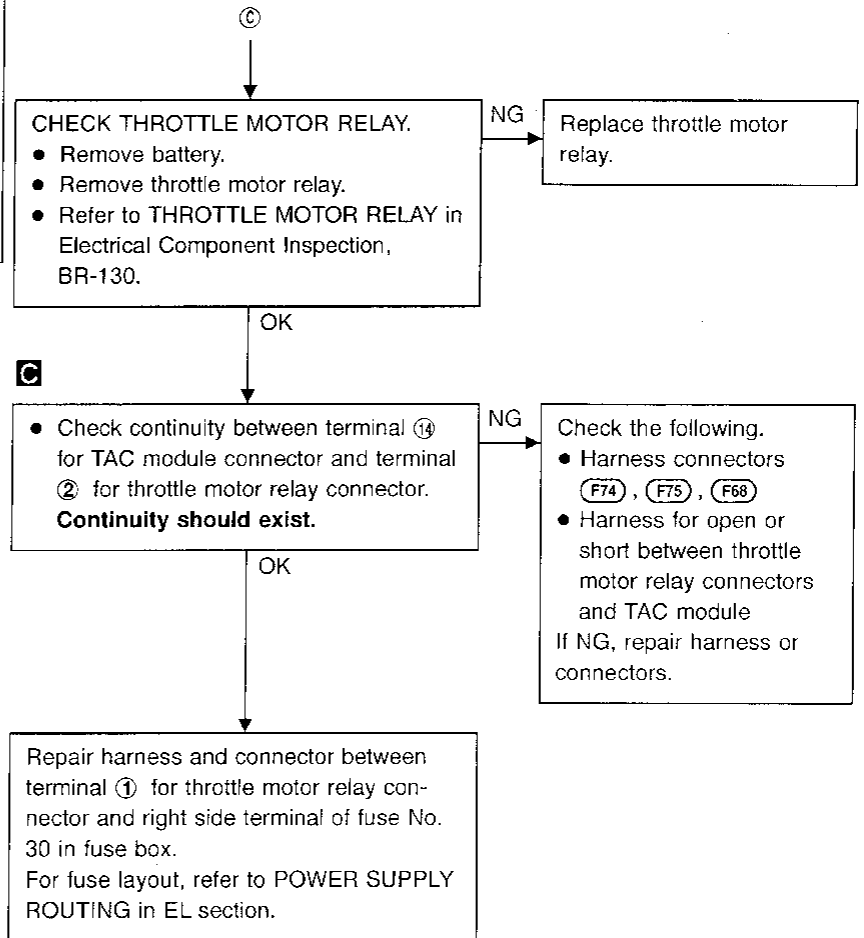 Ⓒ
CHECK THROTTLE MOTOR RELAY.
● Remove battery.
● Remove throttle motor relay.
● Refer to THROTTLE MOTOR RELAY in
Electrical Component Inspection,
BR-130.
NG
Replace throttle motor
relay.
OK
C
● Check continuity between terminal ⑭
for TAC module connector and terminal
② for throttle motor relay connector.
Continuity should exist.
NG
Check the following.
● Harness connectors
F74 , F75 , F68
● Harness for open or
short between throttle
motor relay connectors
and TAC module
If NG, repair harness or
connectors.
OK
Repair harness and connector between
terminal ① for throttle motor relay con-
nector and right side terminal of fuse No.
30 in fuse box.
For fuse layout, refer to POWER SUPPLY
ROUTING in EL section.